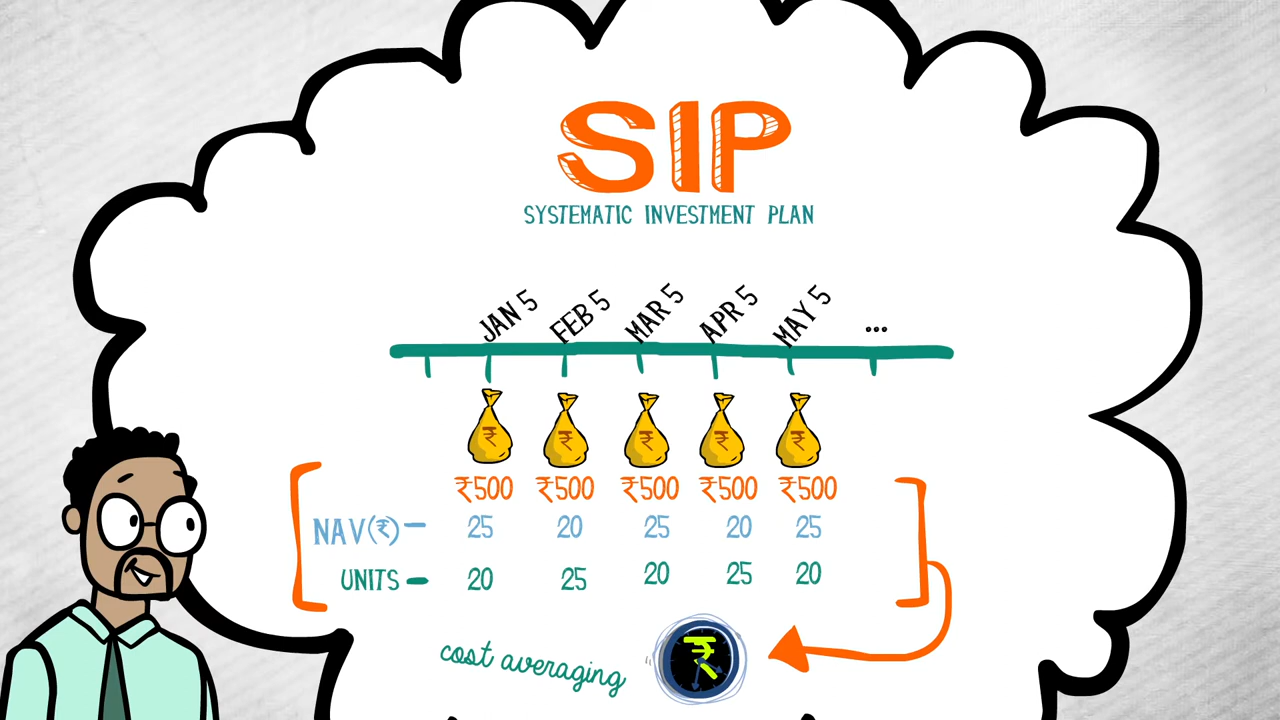 SIP
SYSTEMATIC INVESTMENT PLAN
JAN 5 FEB 5 MAR 5 APR 5 MAY 5 ...
₹ ₹ ₹ ₹ ₹
₹500 ₹500 ₹500 ₹500 ₹500
NAV(₹) – 25 20 25 20 25
UNITS – 20 25 20 25 20
cost averaging ₹